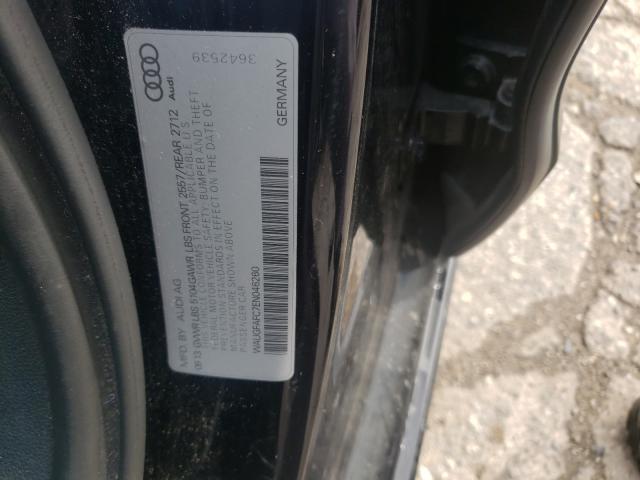 Audi
3642539
MFD. BY AUDI AG
09 13 GVWR LBS 5104 GAWR LBS FRONT 2557/REAR 2712
THIS VEHICLE CONFORMS TO ALL APPLICABLE U S
FEDERAL MOTOR VEHICLE SAFETY, BUMPER AND THEFT
PREVENTION STANDARDS IN EFFECT ON THE DATE OF
MANUFACTURE SHOWN ABOVE
PASSENGER CAR
WAUGFAFC7EN046260 GERMANY